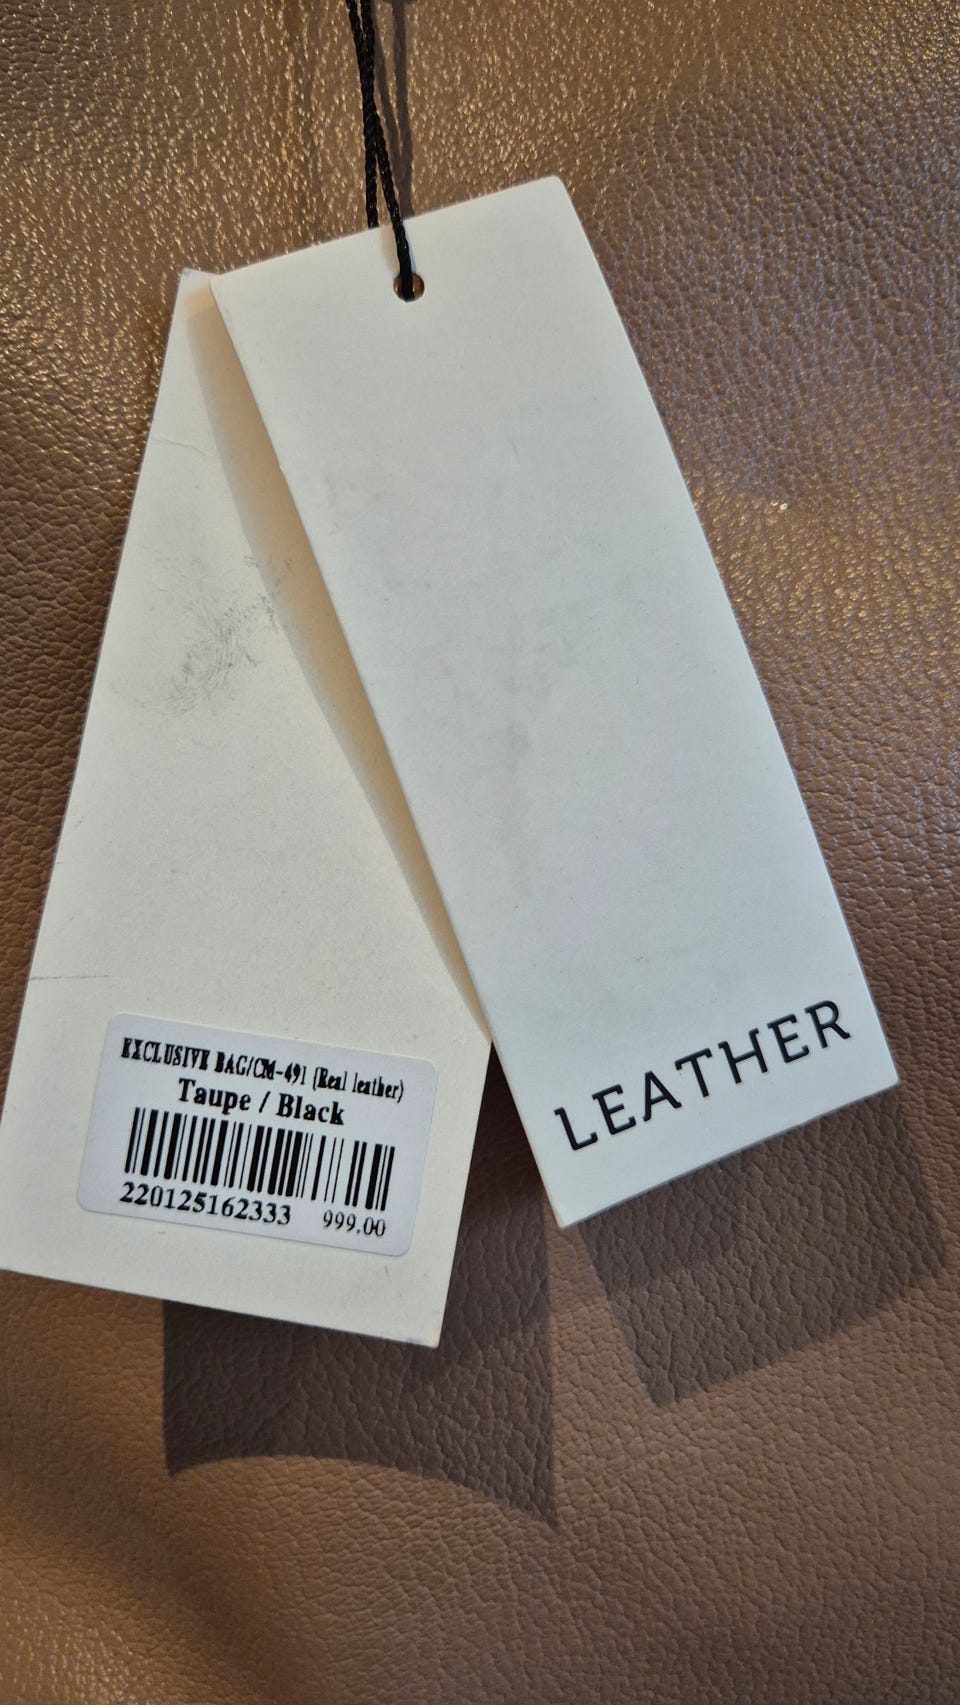 EXCLUSIVE BAG/CM-491 (Real leather)
Taupe / Black
220125162333 999.00
LEATHER